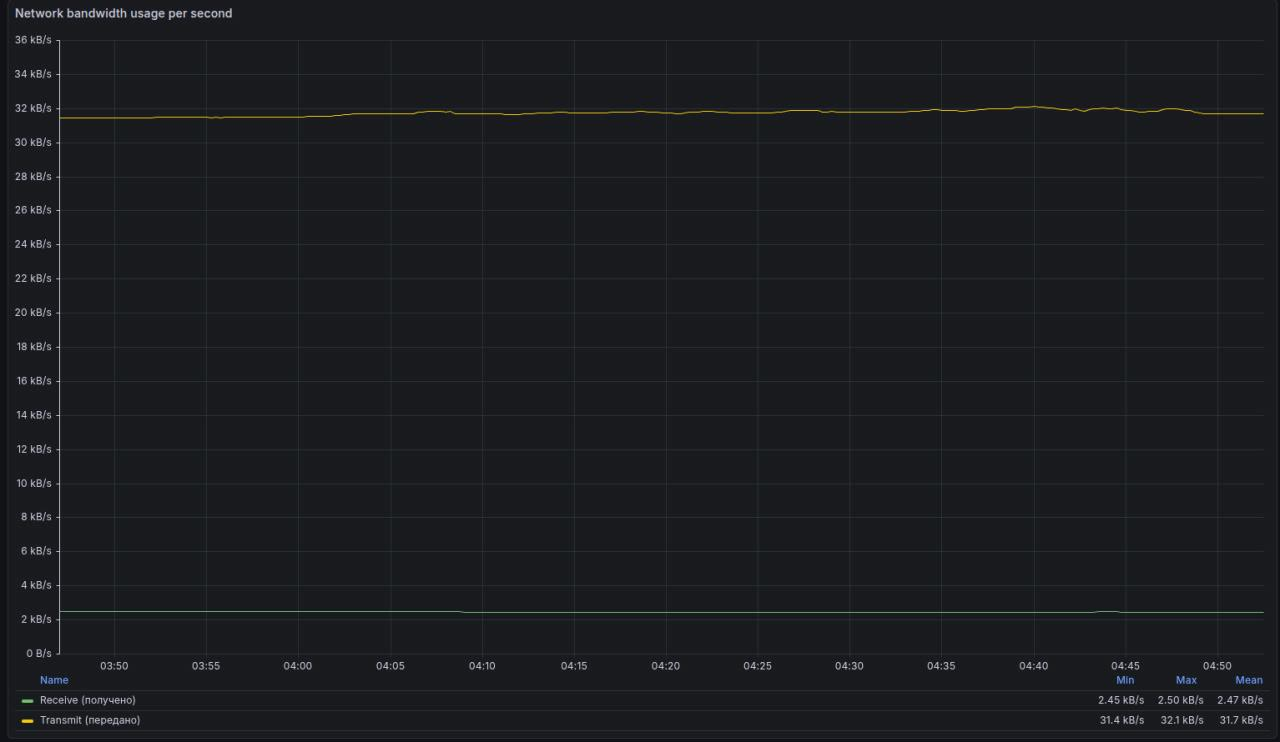 Network bandwidth usage per second
36 kB/s
34 kB/s
32 kB/s
30 kB/s
28 kB/s
26 kB/s
24 kB/s
22 kB/s
20 kB/s
18 kB/s
16 kB/s
14 kB/s
12 kB/s
10 kB/s
8 kB/s
6 kB/s
4 kB/s
2 kB/s
0 B/s
03:50 03:55 04:00 04:05 04:10 04:15 04:20 04:25 04:30 04:35 04:40 04:45 04:50
Name Min Max Mean
Receive (получено) 2.45 kB/s 2.50 kB/s 2.47 kB/s
Transmit (передано) 31.4 kB/s 32.1 kB/s 31.7 kB/s